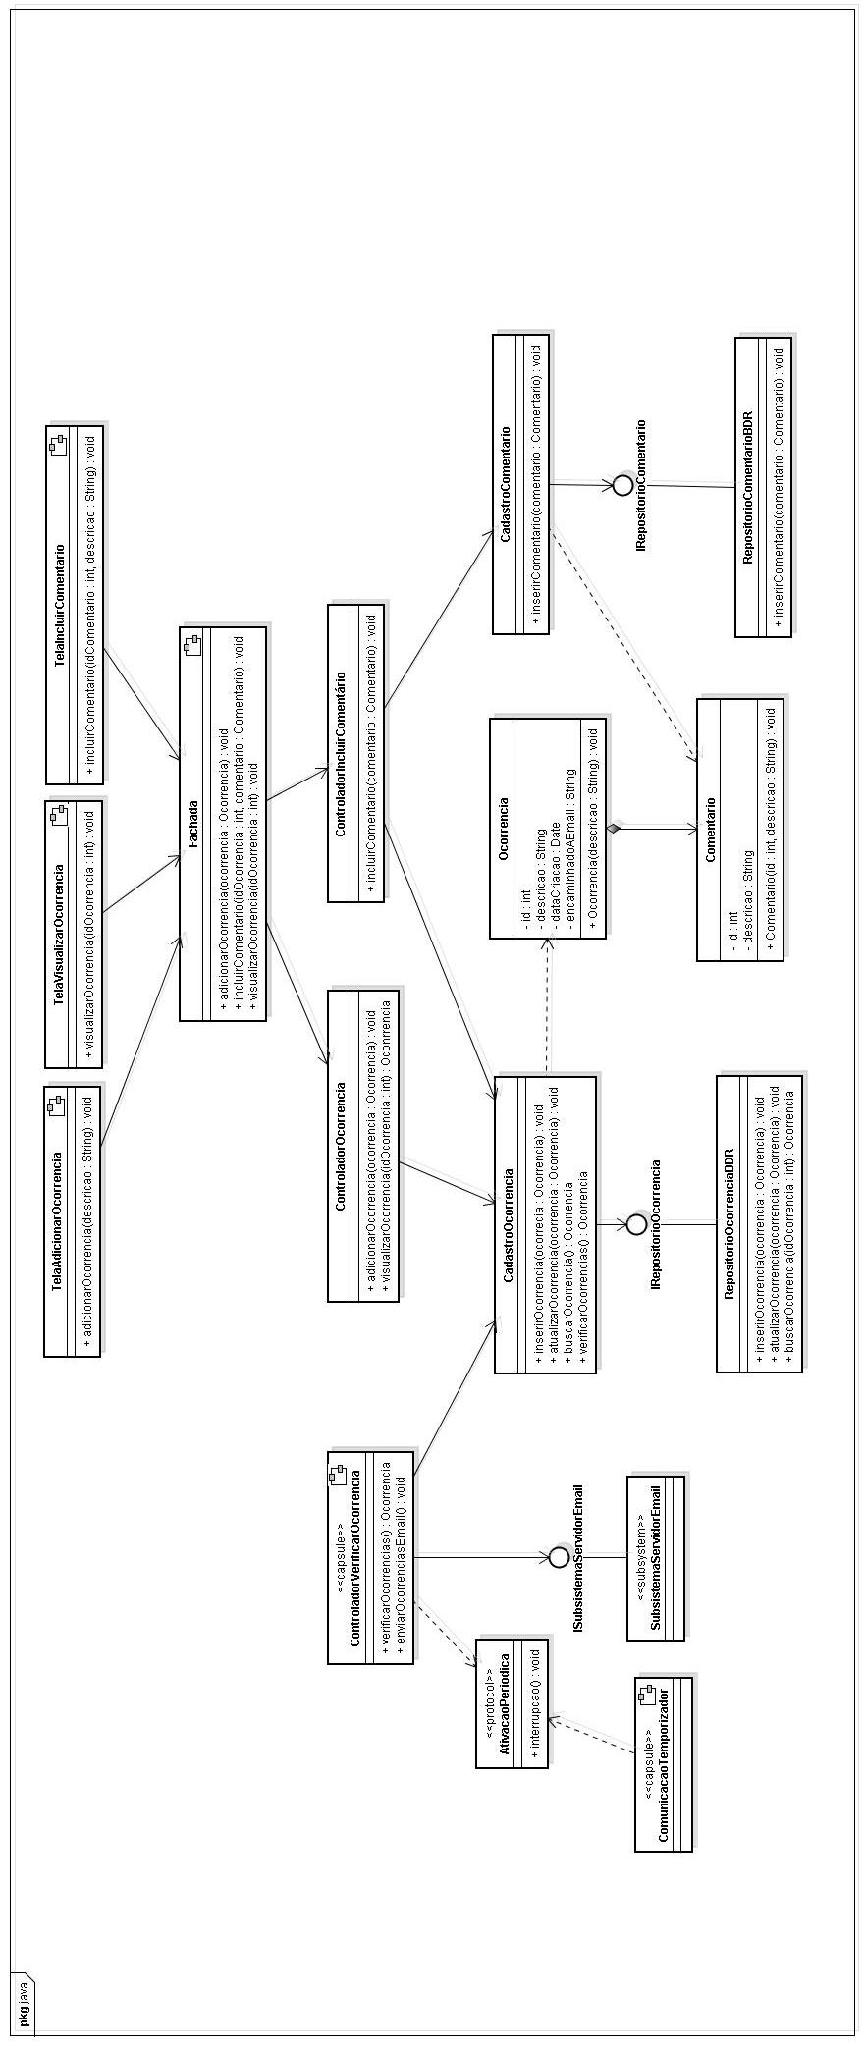 pkg java
TelaAdicionarOcorrencia
+ adicionarOcorrencia(descricao : String) : void
TelaVisualizarOcorrencia
+ visualizarOcorrencia(idOcorrencia : int) : void
TelaIncluirComentario
+ incluirComentario(idComentario : int, descricao : String) : void
Fachada
+ adicionarOcorrencia(ocorrencia : Ocorrencia) : void
+ incluirComentario(idOcorrencia : int, comentario : Comentario) : void
+ visualizarOcorrencia(idOcorrencia : int) : void
<<capsule>>
ControladorVerificarOcorrencia
+ verificarOcorrencias() : Ocorrencia
+ enviarOcorrenciasEmail() : void
ControladorOcorrencia
+ adicionarOcorrencia(ocorrencia : Ocorrencia) : void
+ visualizarOcorrencia(idOcorrencia : int) : Ocorrencia
ControladorIncluirComentário
+ incluirComentario(comentario : Comentario) : void
<<protocol>>
AtivacaoPeriodica
+ interrupcao() : void
ISubsistemaServidorEmail
CadastroOcorrencia
+ inserirOcorrencia(ocorrecia : Ocorrencia) : void
+ atualizarOcorrencia(ocorrencia : Ocorrencia) : void
+ buscarOcorrencia() : Ocorrencia
+ verificarOcorrencias() : Ocorrencia
Ocorrencia
- id : int
- descricao : String
- dataCriacao : Date
- encaminhadoAEmail : String
+ Ocorrencia(descricao : String) : void
CadastroComentario
+ inserirComentario(comentario : Comentario) : void
<<capsule>>
ComunicacaoTemporizador
<<subsystem>>
SubsistemaServidorEmail
IRepositorioOcorrencia
IRepositorioComentario
RepositorioOcorrenciaBDR
+ inserirOcorrencia(ocorrencia : Ocorrencia) : void
+ atualizarOcorrencia(ocorrencia : Ocorrencia) : void
+ buscarOcorrencia(idOcorrencia : int) : Ocorrencia
Comentario
- id : int
- descricao : String
+ Comentario(id : int, descricao : String) : void
RepositorioComentarioBDR
+ inserirComentario(comentario : Comentario) : void